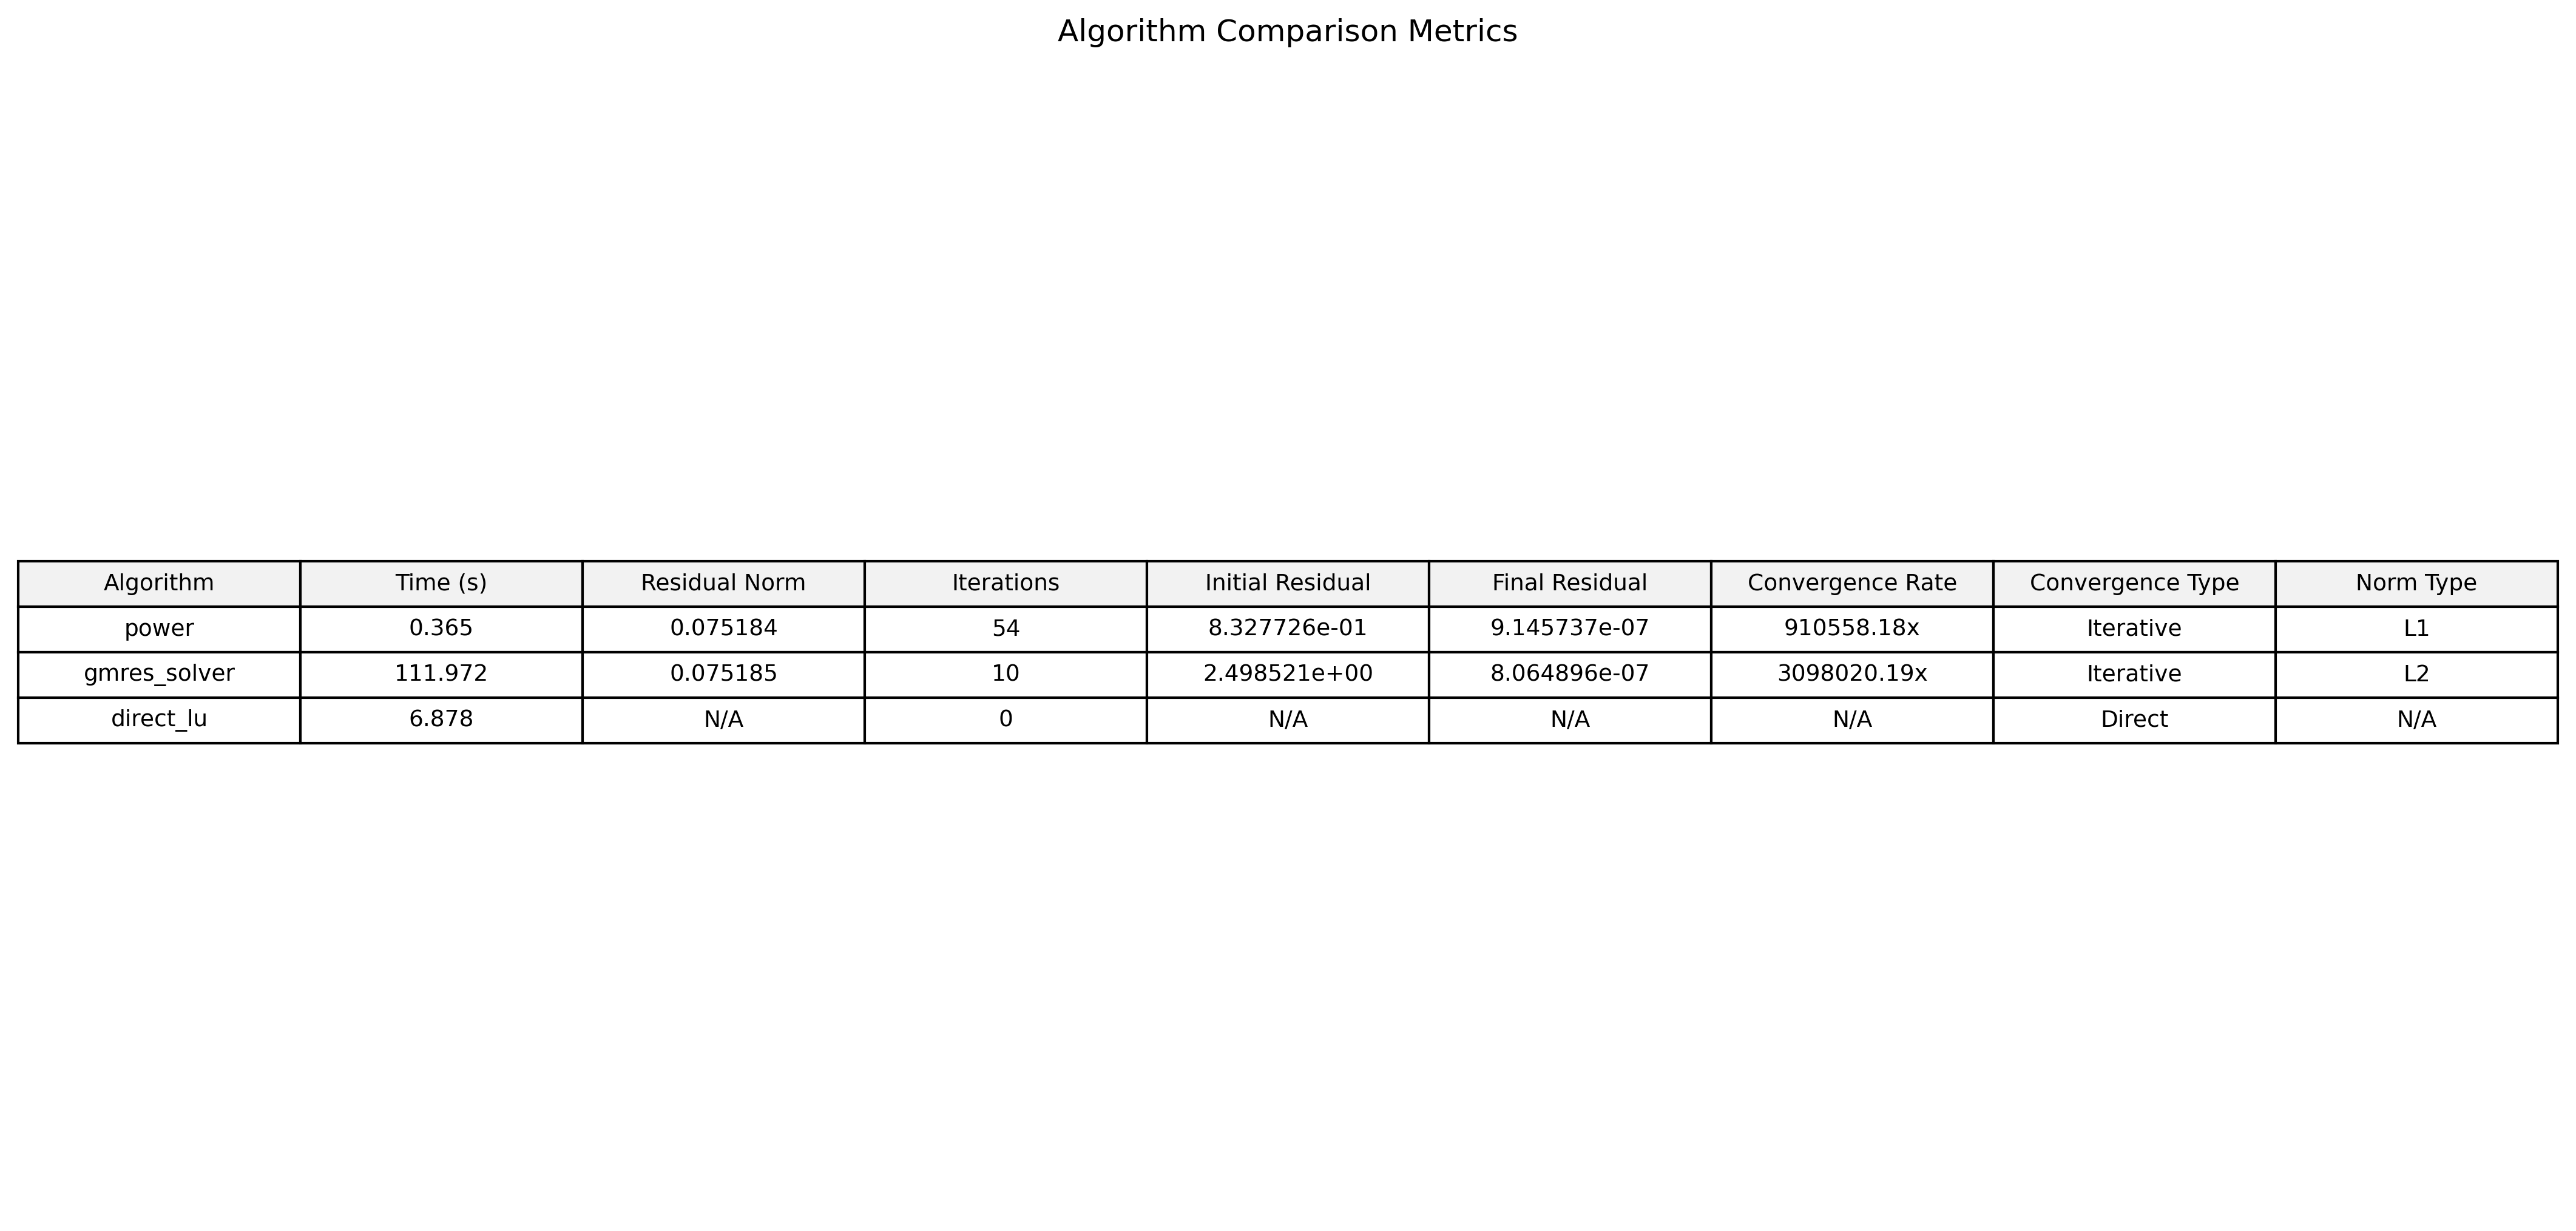 Algorithm Comparison Metrics
Algorithm Time (s) Residual Norm Iterations Initial Residual Final Residual Convergence Rate Convergence Type Norm Type
power 0.365 0.075184 54 8.327726e-01 9.145737e-07 910558.18x Iterative L1
gmres_solver 111.972 0.075185 10 2.498521e+00 8.064896e-07 3098020.19x Iterative L2
direct_lu 6.878 N/A 0 N/A N/A N/A Direct N/A